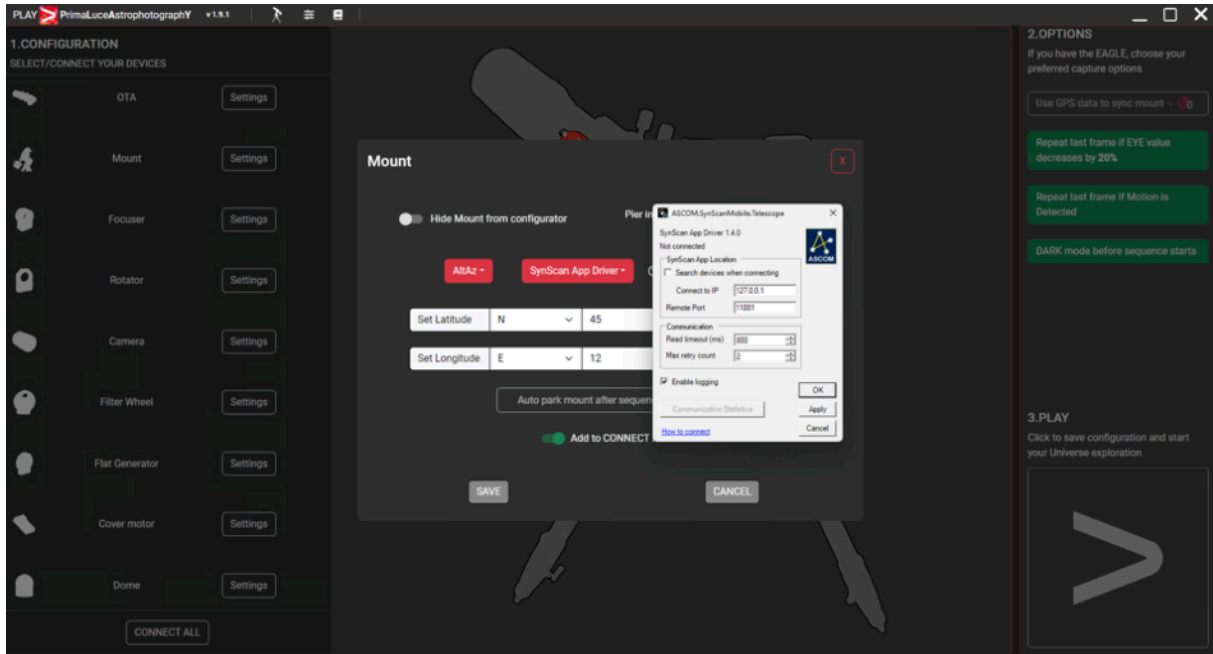 PLAY PrimaLuceAstrophotographY v1.9.1
1.CONFIGURATION
SELECT/CONNECT YOUR DEVICES
OTA Settings
Mount Settings
Focuser Settings
Rotator Settings
Camera Settings
Filter Wheel Settings
Flat Generator Settings
Cover motor Settings
Dome Settings
CONNECT ALL
Mount
X
Hide Mount from configurator
Pier in
AltAz
SynScan App Driver
Set Latitude N 45
Set Longitude E 12
Auto park mount after sequen
Add to CONNECT
SAVE
CANCEL
ASCOM.SynScanMobile.Telescope
SynScan App Driver 1.4.0
Not connected
ASCOM
SynScan App Location
Search devices when connecting
Connect to IP 127.0.0.1
Remote Port 11881
Communication
Read timeout (ms) 800
Max retry count 2
Enable logging
OK
Communication Statistics
Apply
How to connect
Cancel
2.OPTIONS
If you have the EAGLE, choose your
preferred capture options
Use GPS data to sync mount - 0
Repeat last frame if EYE value
decreases by 20%
Repeat last frame if Motion is
Detected
DARK mode before sequence starts
3.PLAY
Click to save configuration and start
your Universe exploration